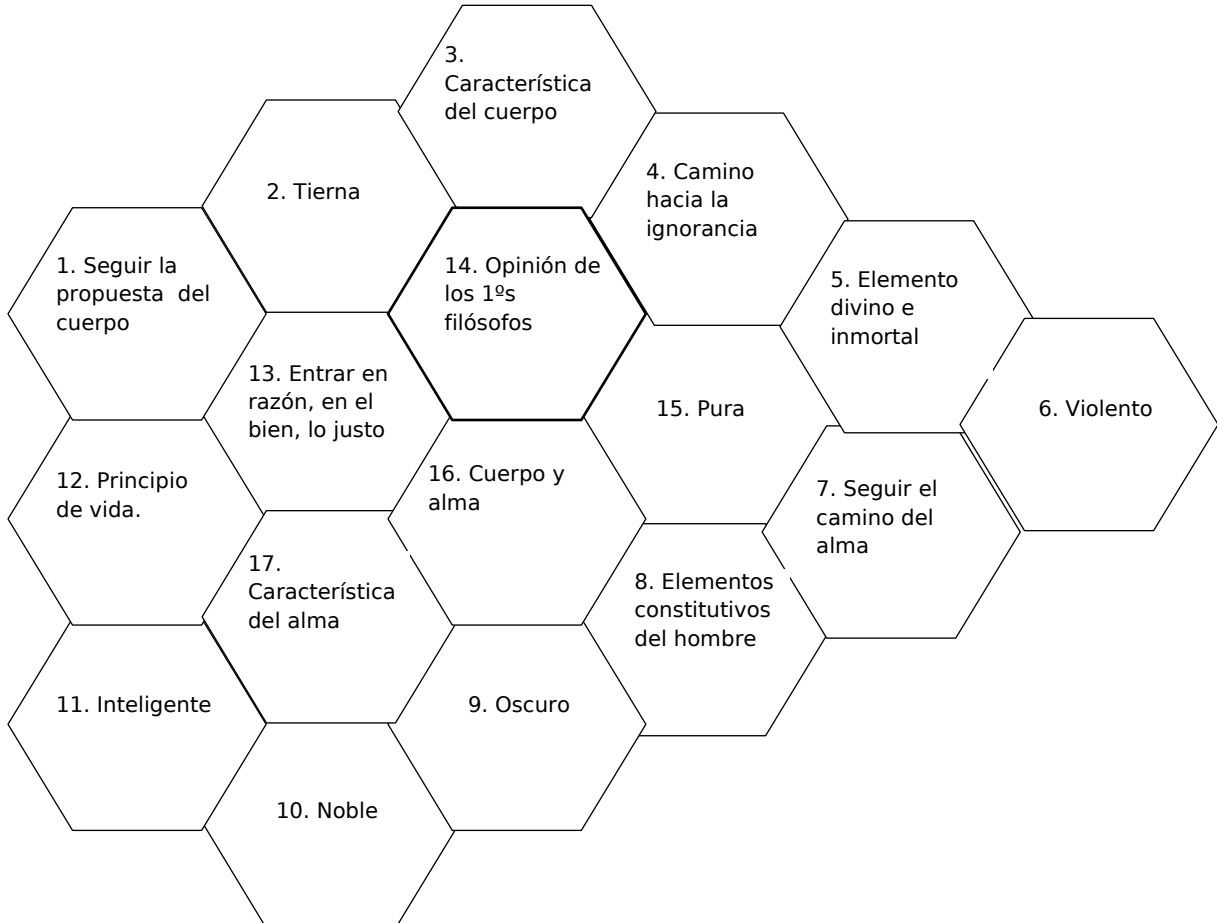 1. Seguir la
propuesta  del
cuerpo
2. Tierna
3.
Característica
del cuerpo
4. Camino
hacia la
ignorancia
5. Elemento
divino e
inmortal
6. Violento
7. Seguir el
camino del
alma
8. Elementos
constitutivos
del hombre
9. Oscuro
10. Noble
11. Inteligente
12. Principio
de vida.
13. Entrar en
razón, en el
bien, lo justo
14. Opinión de
los 1ºs
filósofos
15. Pura
16. Cuerpo y
alma
17.
Característica
del alma